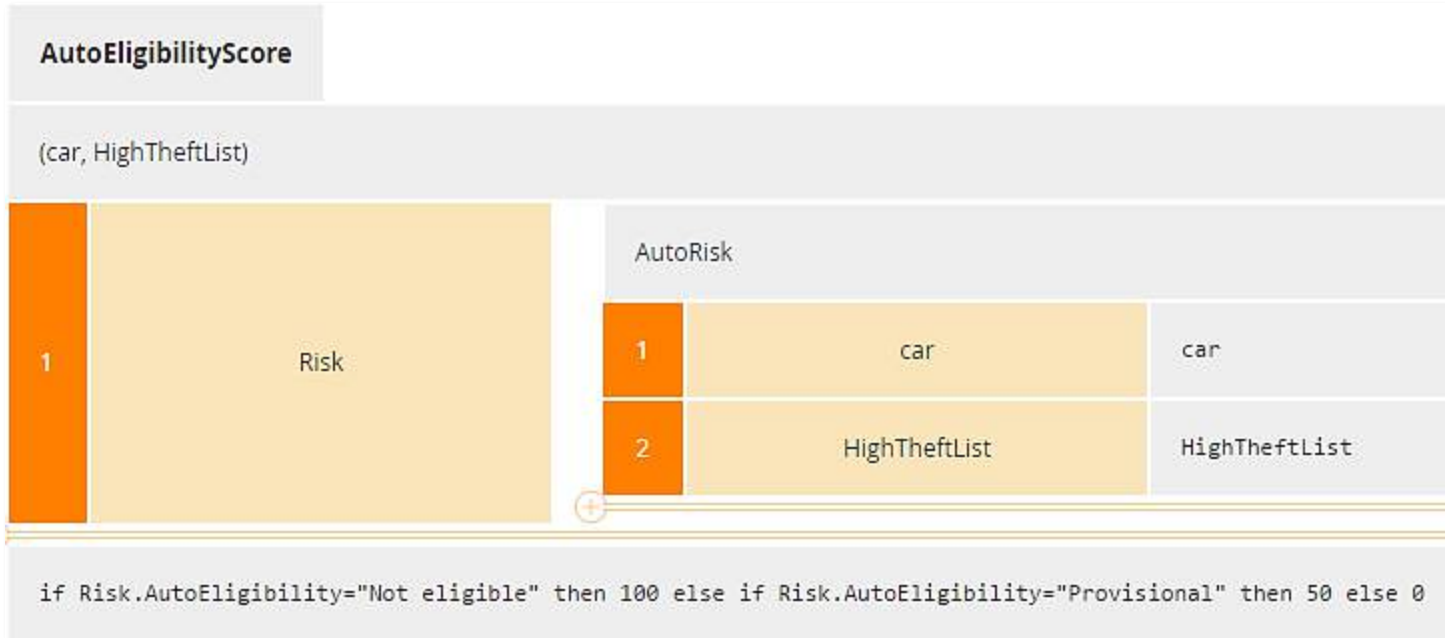 AutoEligibilityScore
(car, HighTheftList)
1
Risk
AutoRisk
1
car
car
2
HighTheftList
HighTheftList
if Risk.AutoEligibility="Not eligible" then 100 else if Risk.AutoEligibility="Provisional" then 50 else 0